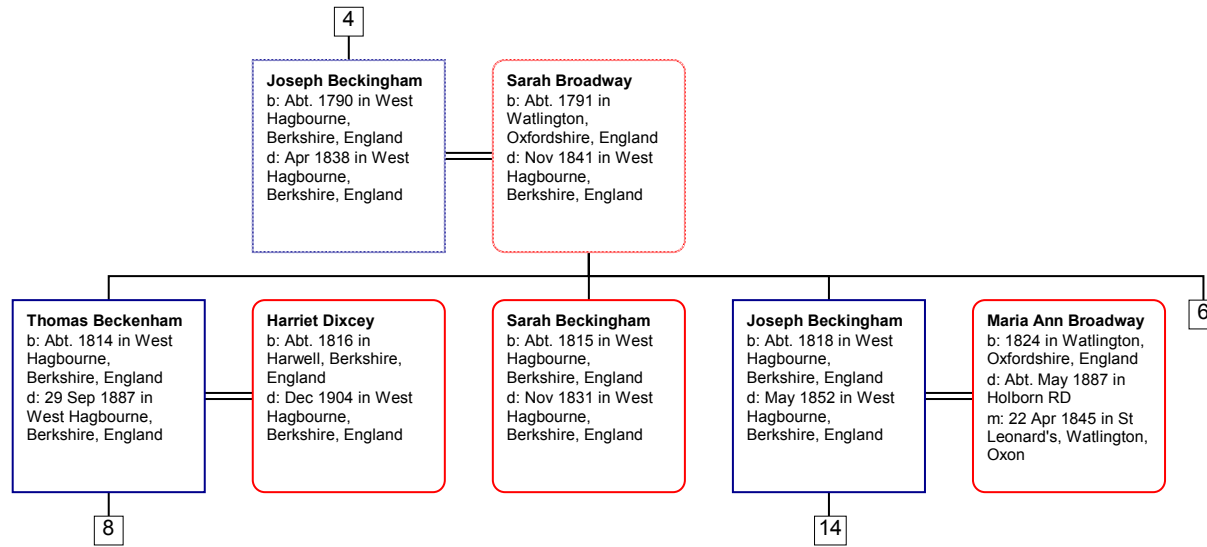 4
Joseph Beckingham
b: Abt. 1790 in West
Hagbourne,
Berkshire, England
d: Apr 1838 in West
Hagbourne,
Berkshire, England
Sarah Broadway
b: Abt. 1791 in
Watlington,
Oxfordshire, England
d: Nov 1841 in West
Hagbourne,
Berkshire, England
Thomas Beckenham
b: Abt. 1814 in West
Hagbourne,
Berkshire, England
d: 29 Sep 1887 in
West Hagbourne,
Berkshire, England
Harriet Dixcey
b: Abt. 1816 in
Harwell, Berkshire,
England
d: Dec 1904 in West
Hagbourne,
Berkshire, England
Sarah Beckingham
b: Abt. 1815 in West
Hagbourne,
Berkshire, England
d: Nov 1831 in West
Hagbourne,
Berkshire, England
Joseph Beckingham
b: Abt. 1818 in West
Hagbourne,
Berkshire, England
d: May 1852 in West
Hagbourne,
Berkshire, England
Maria Ann Broadway
b: 1824 in Watlington,
Oxfordshire, England
d: Abt. May 1887 in
Holborn RD
m: 22 Apr 1845 in St
Leonard's, Watlington,
Oxon
6
8
14